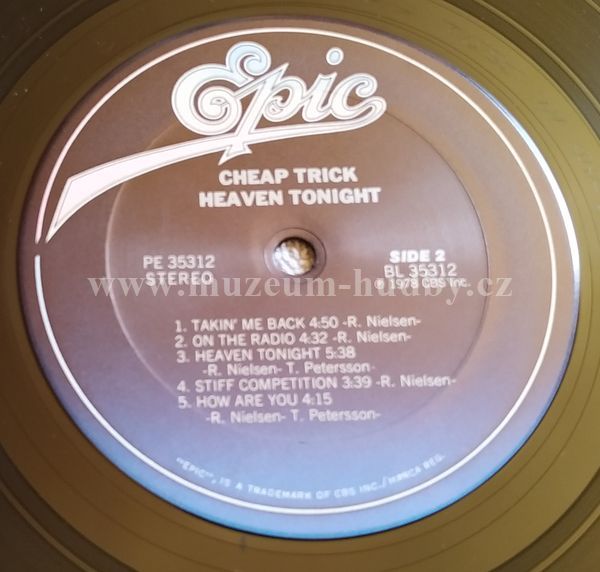 Epic
CHEAP TRICK
HEAVEN TONIGHT
PE 35312
STEREO
SIDE 2
BL 35312
℗ 1978 CBS Inc.
www.muzeum-hudby.cz
1. TAKIN' ME BACK 4:50 -R. Nielsen-
2. ON THE RADIO 4:32 -R. Nielsen-
3. HEAVEN TONIGHT 5:38
-R. Nielsen- T. Petersson-
4. STIFF COMPETITION 3:39 -R. Nielsen-
5. HOW ARE YOU 4:15
-R. Nielsen- T. Petersson-
"EPIC", IS A TRADEMARK OF CBS INC./MARCA REG.